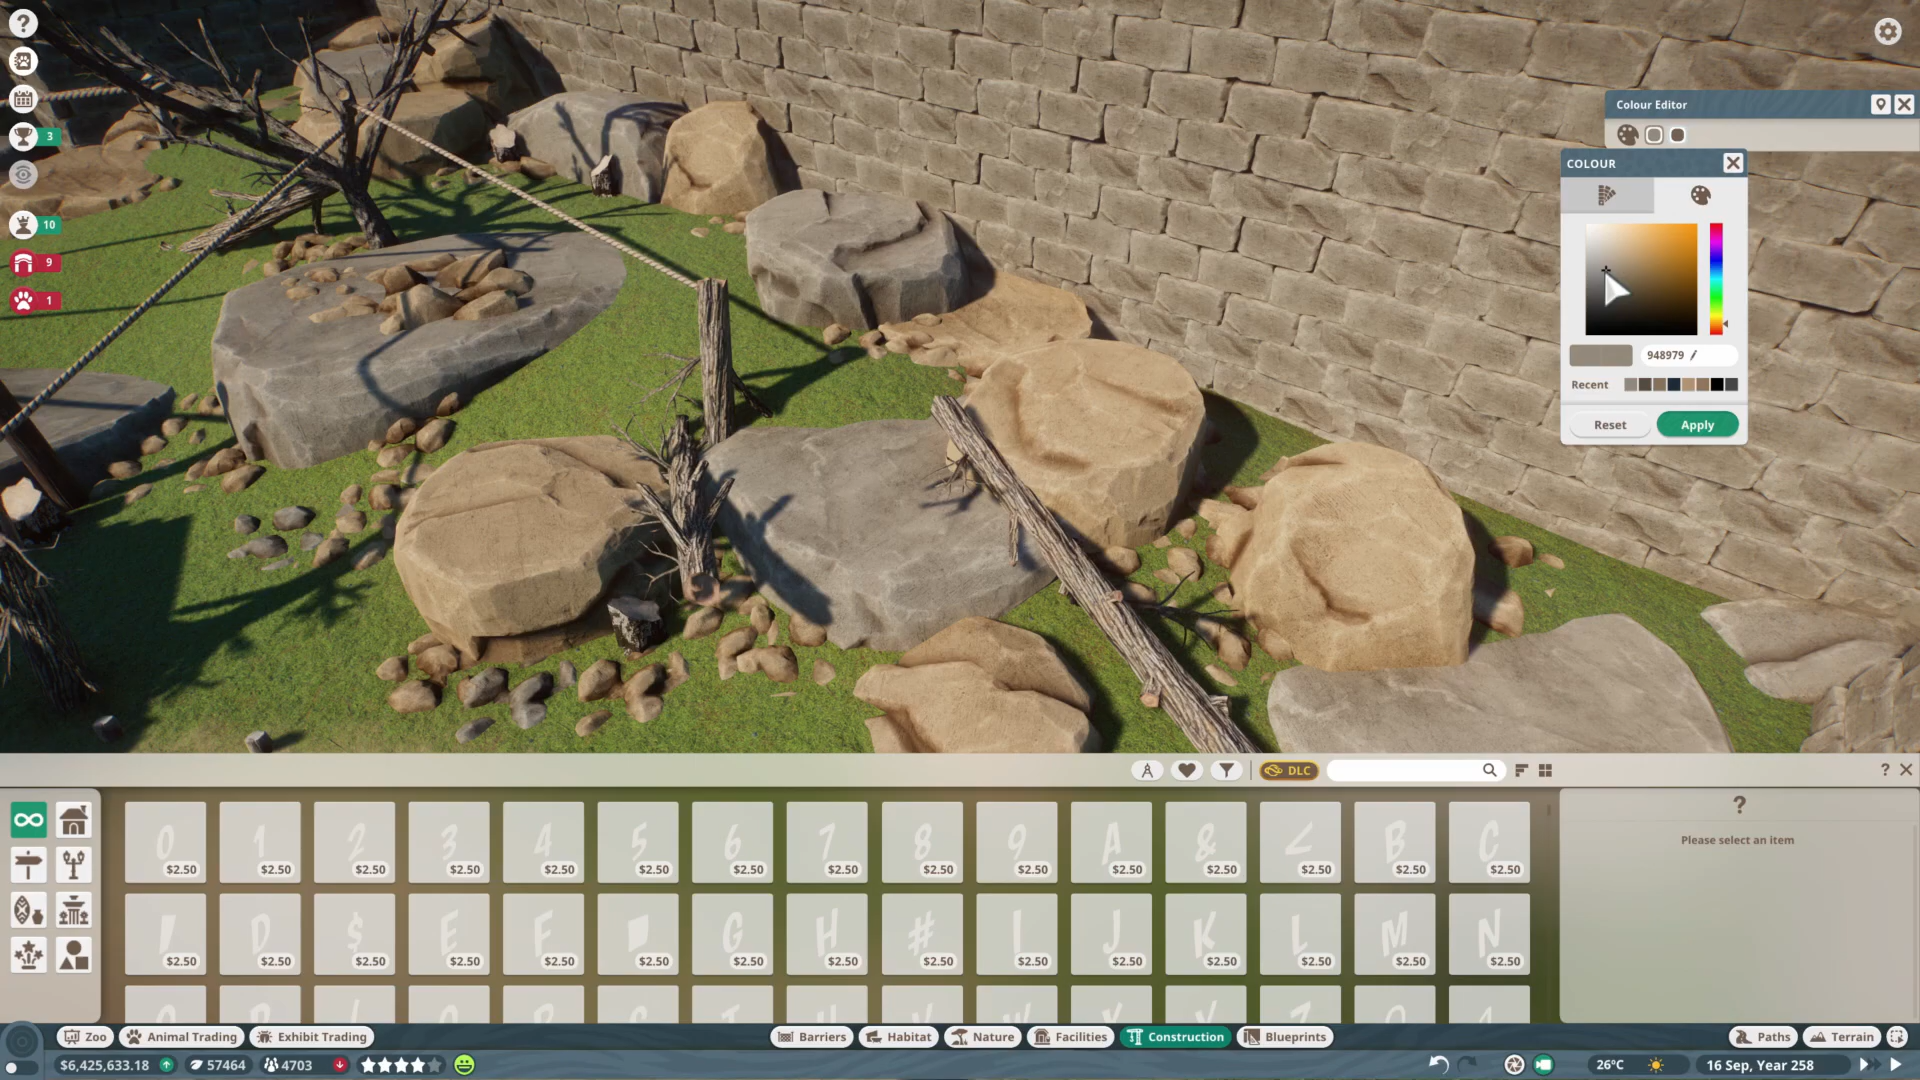 ?
3
10
9
1
Colour Editor
COLOUR
948979
Recent
Reset
Apply
DLC
?
0 1 2 3 4 5 6 7 8 9 A & < B C
$2.50 $2.50 $2.50 $2.50 $2.50 $2.50 $2.50 $2.50 $2.50 $2.50 $2.50 $2.50 $2.50 $2.50 $2.50
D $ E F G H # I J K L M N
$2.50 $2.50 $2.50 $2.50 $2.50 $2.50 $2.50 $2.50 $2.50 $2.50 $2.50 $2.50 $2.50 $2.50 $2.50
?
Please select an item
Zoo Animal Trading Exhibit Trading Barriers Habitat Nature Facilities Construction Blueprints Paths Terrain
$6,425,633.18 57464 4703 26°C 16 Sep, Year 258